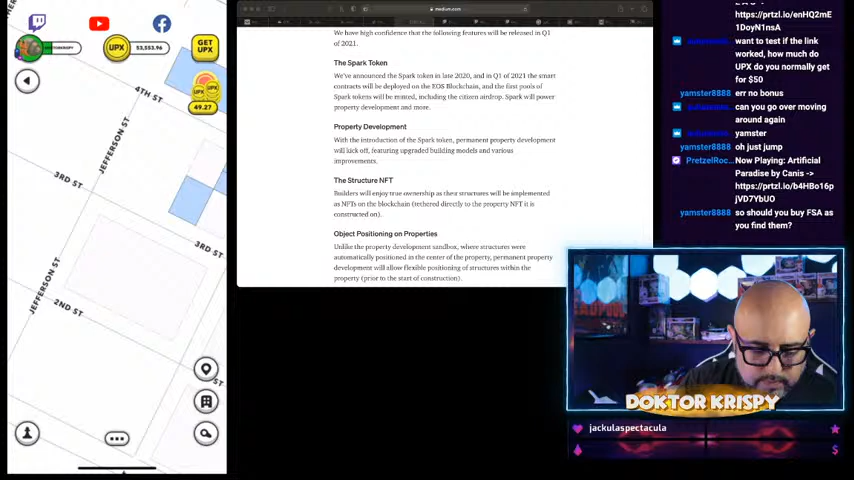 UPX
53,553.96
GET
UPX
UPX
UPX
49.27
4TH ST
JEFFERSON ST
3RD ST
3RD ST
JEFFERSON ST
2ND ST
medium.com
We have high confidence that the following features will be released in Q1
of 2021.
The Spark Token
We've announced the Spark token in late 2020, and in Q1 of 2021 the smart
contracts will be deployed on the EOS Blockchain, and the first pools of
Spark tokens will be minted, including the citizen airdrop. Spark will power
property development and more.
Property Development
With the introduction of the Spark token, permanent property development
will kick off, featuring upgraded building models and various
improvements.
The Structure NFT
Builders will enjoy true ownership as their structures will be implemented
as NFTs on the blockchain (tethered directly to the property NFT it is
constructed on).
Object Positioning on Properties
Unlike the property development sandbox, where structures were
automatically positioned in the center of the property, permanent property
development will allow flexible positioning of structures within the
property (prior to the start of construction).
https://prtzl.io/enHQ2mE
1DoyN1nsA
want to test if the link
worked, how much do
UPX do you normally get
for $50
yamster8888 err no bonus
can you go over moving
around again
yamster
yamster8888 oh just jump
PretzelRoc... Now Playing: Artificial
Paradise by Canis ->
https://prtzl.io/b4HBo16p
jVD7YbUO
yamster8888 so should you buy FSA as
you find them?
DOKTOR KRISPY
jackulaspectacula